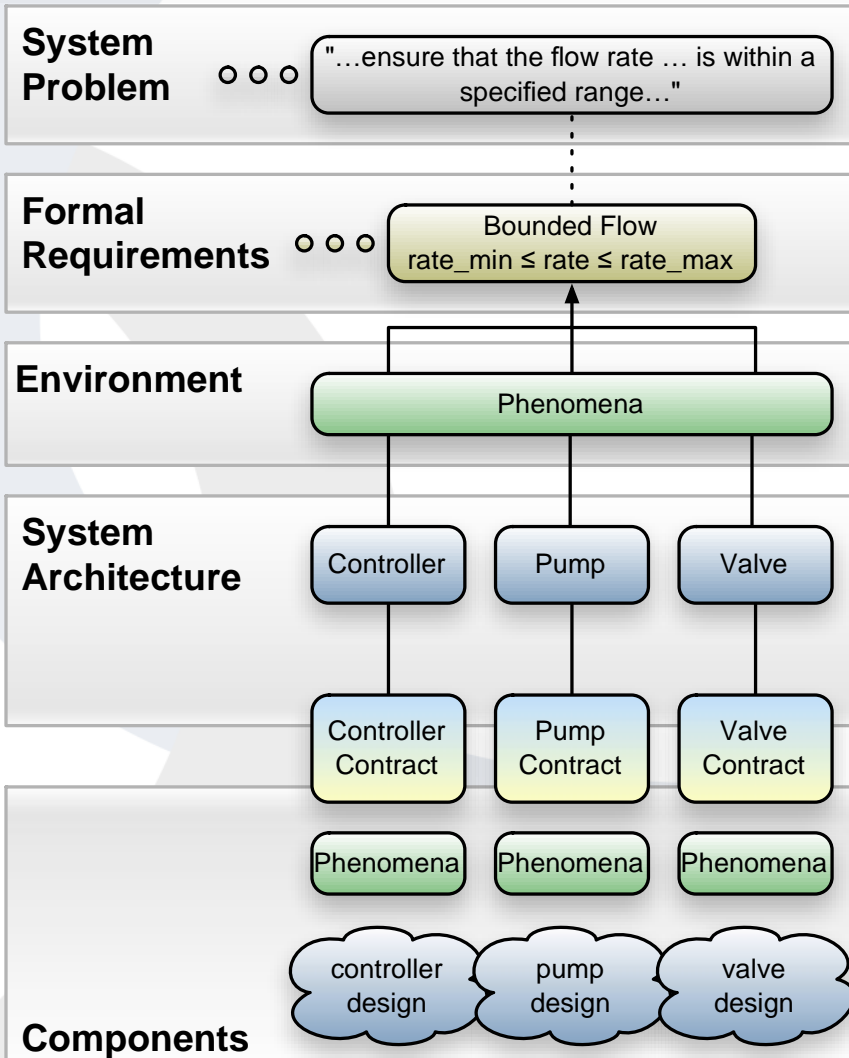 System
Problem
"…ensure that the flow rate … is within a
specified range…"
Formal
Requirements
Bounded Flow
rate_min ≤ rate ≤ rate_max
Environment
Phenomena
System
Architecture
Controller
Pump
Valve
Controller
Contract
Pump
Contract
Valve
Contract
Phenomena
Phenomena
Phenomena
controller
design
pump
design
valve
design
Components